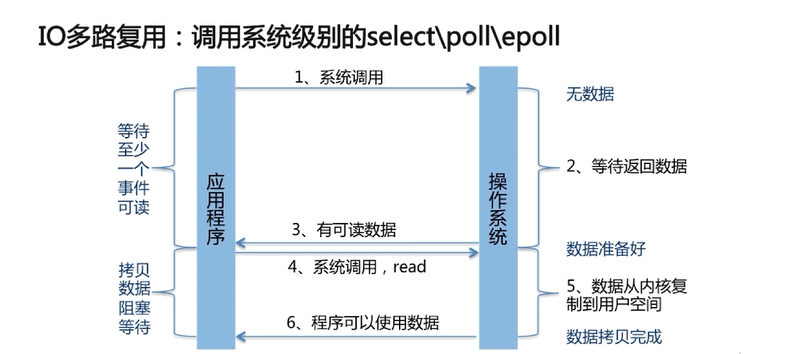 IO多路复用：调用系统级别的select\poll\epoll
1、系统调用
无数据
等待
至少
一个
事件
可读
应用程序
操作系统
2、等待返回数据
3、有可读数据
数据准备好
4、系统调用，read
拷贝
数据
阻塞
等待
5、数据从内核复
制到用户空间
6、程序可以使用数据
数据拷贝完成